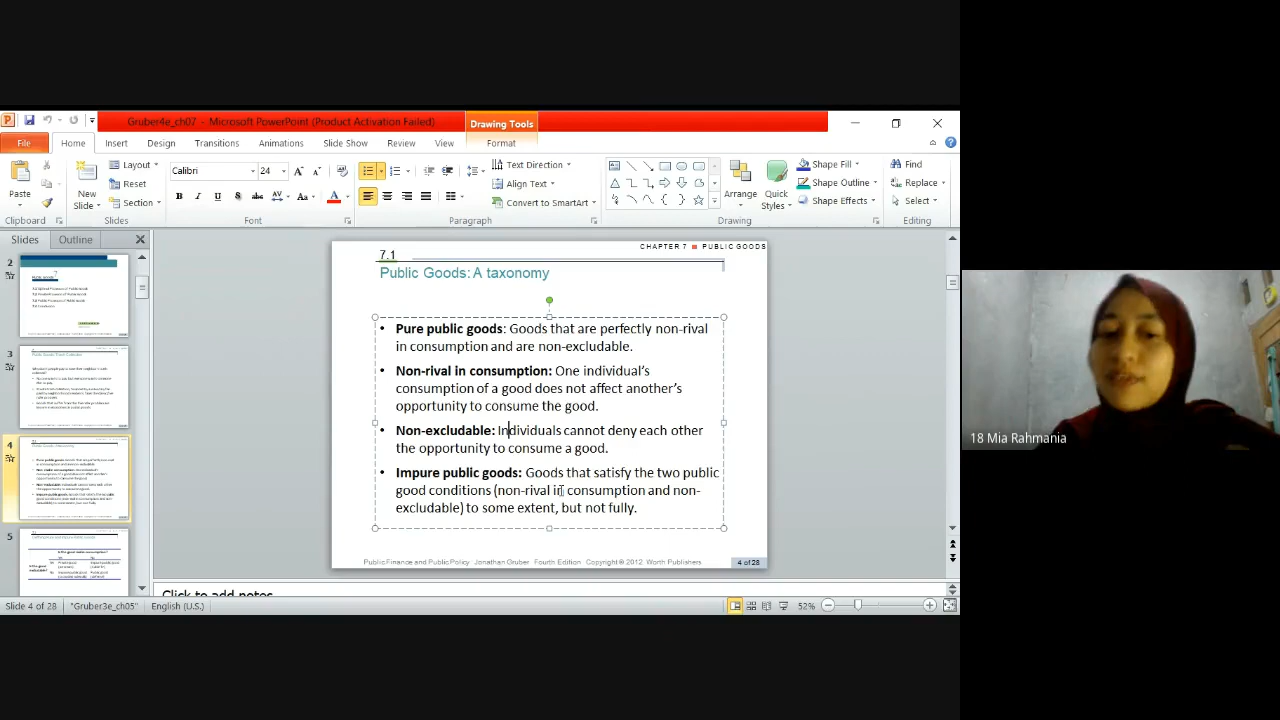 Gruber4e_ch07 - Microsoft PowerPoint (Product Activation Failed)
Drawing Tools
File Home Insert Design Transitions Animations Slide Show Review View Format
Paste
Clipboard
New Slide
Layout
Reset
Section
Slides
Calibri 24
Font
Text Direction
Align Text
Convert to SmartArt
Paragraph
Arrange
Quick Styles
Shape Fill
Shape Outline
Shape Effects
Drawing
Find
Replace
Select
Editing
Slides Outline
2
3
4
5
CHAPTER 7 ■ PUBLIC GOODS
7.1
Public Goods: A taxonomy
• Pure public goods: Goods that are perfectly non-rival
in consumption and are non-excludable.
• Non-rival in consumption: One individual's
consumption of a good does not affect another's
opportunity to consume the good.
• Non-excludable: Individuals cannot deny each other
the opportunity to consume a good.
• Impure public goods: Goods that satisfy the two public
good conditions (non-rival in consumption and non-
excludable) to some extent, but not fully.
Public Finance and Public Policy Jonathan Gruber Fourth Edition Copyright © 2012 Worth Publishers
4 of 28
Click to add notes
Slide 4 of 28 "Gruber3e_ch05" English (U.S.) 52%
18 Mia Rahmania